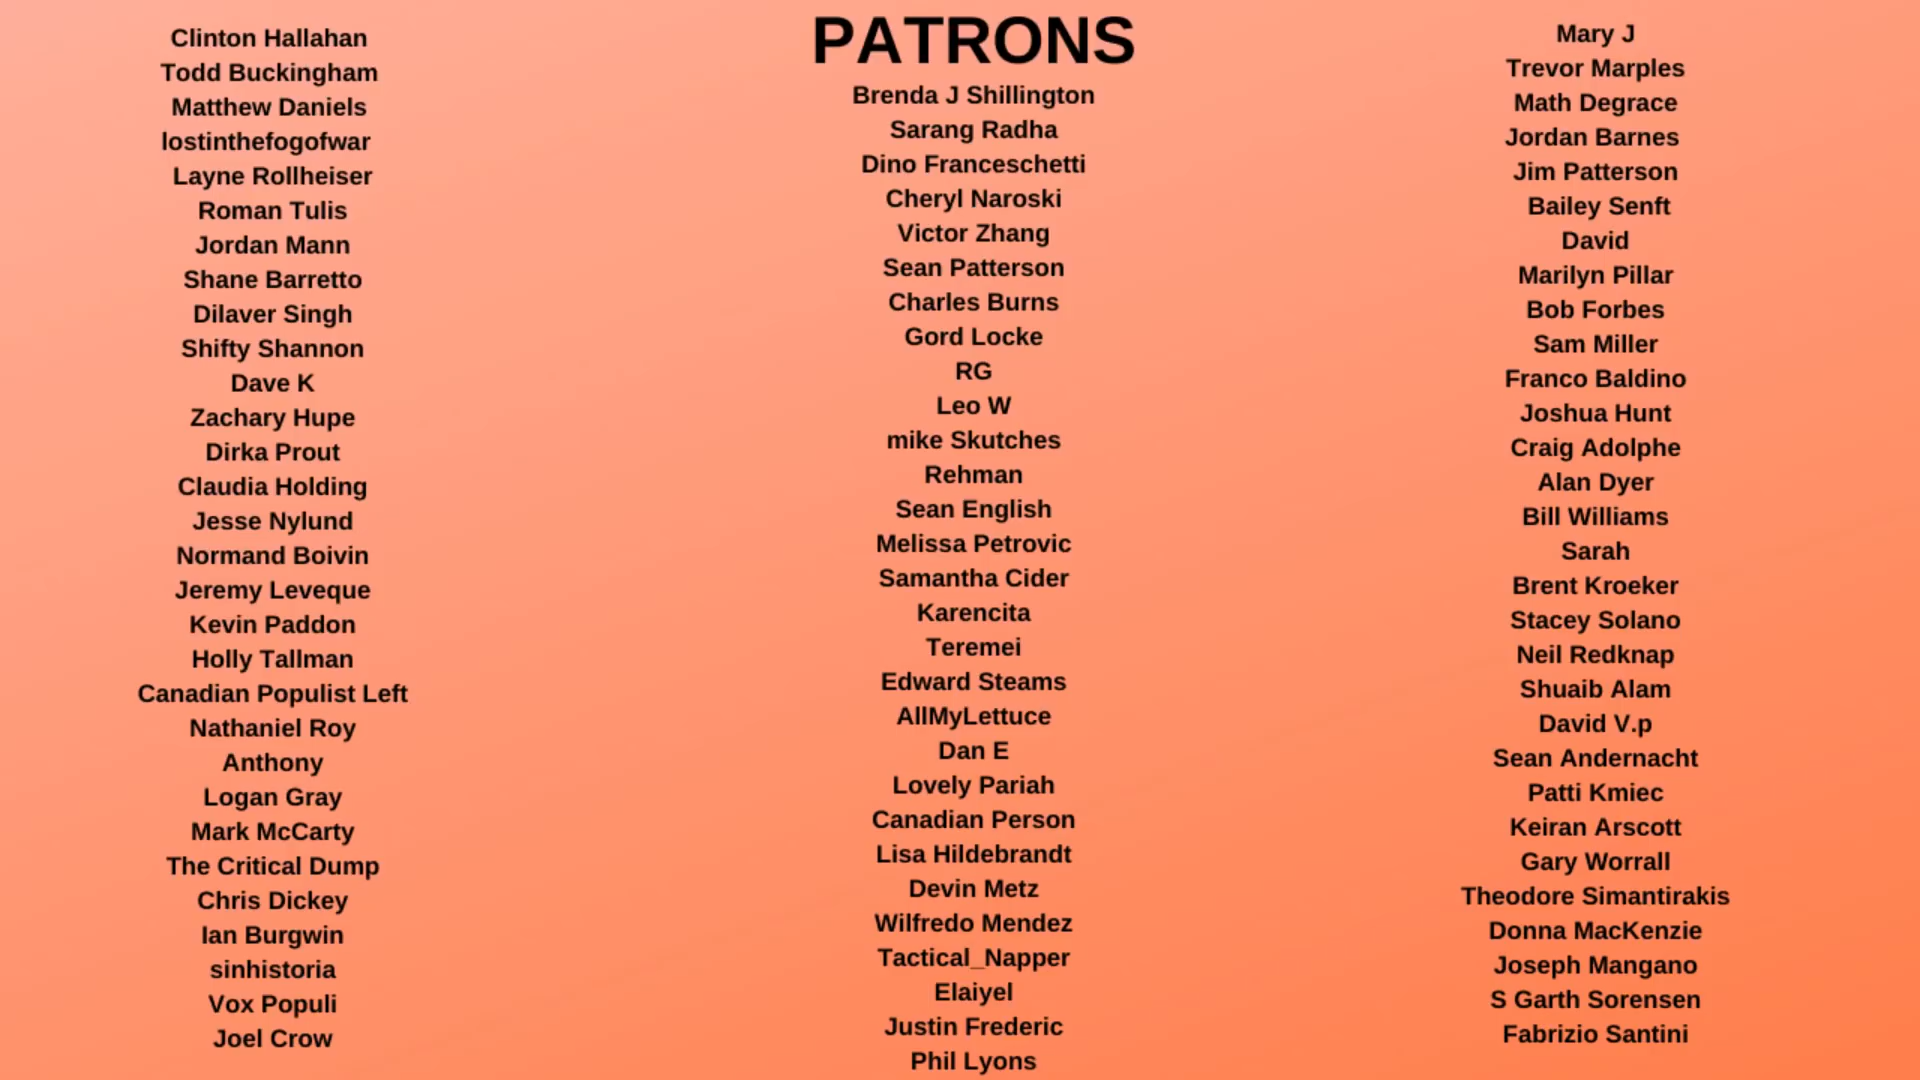 PATRONS
Clinton Hallahan
Todd Buckingham
Matthew Daniels
lostinthefogofwar
Layne Rollheiser
Roman Tulis
Jordan Mann
Shane Barretto
Dilaver Singh
Shifty Shannon
Dave K
Zachary Hupe
Dirka Prout
Claudia Holding
Jesse Nylund
Normand Boivin
Jeremy Leveque
Kevin Paddon
Holly Tallman
Canadian Populist Left
Nathaniel Roy
Anthony
Logan Gray
Mark McCarty
The Critical Dump
Chris Dickey
Ian Burgwin
sinhistoria
Vox Populi
Joel Crow
Brenda J Shillington
Sarang Radha
Dino Franceschetti
Cheryl Naroski
Victor Zhang
Sean Patterson
Charles Burns
Gord Locke
RG
Leo W
mike Skutches
Rehman
Sean English
Melissa Petrovic
Samantha Cider
Karencita
Teremei
Edward Steams
AllMyLettuce
Dan E
Lovely Pariah
Canadian Person
Lisa Hildebrandt
Devin Metz
Wilfredo Mendez
Tactical_Napper
Elaiyel
Justin Frederic
Phil Lyons
Mary J
Trevor Marples
Math Degrace
Jordan Barnes
Jim Patterson
Bailey Senft
David
Marilyn Pillar
Bob Forbes
Sam Miller
Franco Baldino
Joshua Hunt
Craig Adolphe
Alan Dyer
Bill Williams
Sarah
Brent Kroeker
Stacey Solano
Neil Redknap
Shuaib Alam
David V.p
Sean Andernacht
Patti Kmiec
Keiran Arscott
Gary Worrall
Theodore Simantirakis
Donna MacKenzie
Joseph Mangano
S Garth Sorensen
Fabrizio Santini